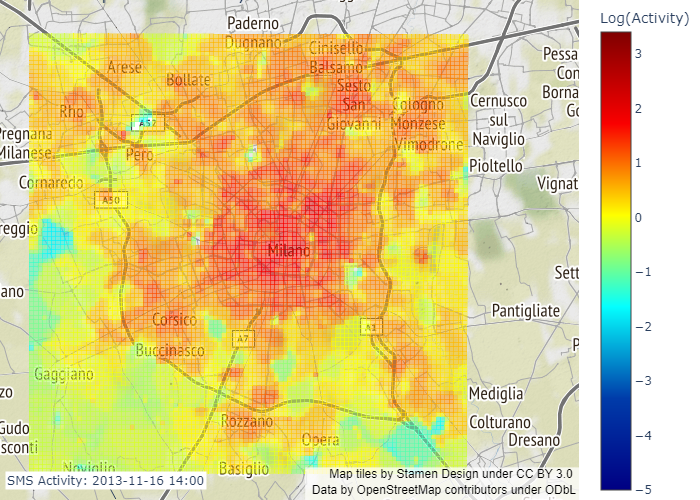 Log(Activity)
3
2
1
0
−1
−2
−3
−4
−5
Paderno
Dugnano
Cinisello
Balsamo
Arese
Bollate
Sesto
San
Giovanni
Rho
A52
Cologno
Monzese
Cernusco
sul
Naviglio
Pessa
Con
Borna
Go
Pregnana
Milanese
Pero
Vimodrone
Pioltello
Cornaredo
Vignat
A50
reggio
Milano
Sett
ano
Pantigliate
Corsico
A7
A1
Buccinasco
P
Gaggiano
zo
Mediglia
Rozzano
Colturano
Gudo
Dresano
sconti
Opera
Noviglio
Basiglio
SMS Activity: 2013-11-16 14:00
Map tiles by Stamen Design under CC BY 3.0
Data by OpenStreetMap contributors under ODbL